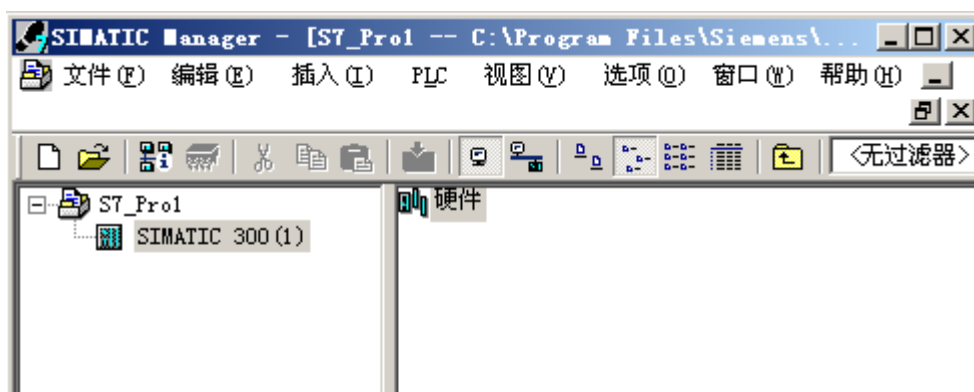 SIMATIC Manager - [S7_Pro1 -- C:\Program Files\Siemens\...
文件(F) 编辑(E) 插入(I) PLC 视图(V) 选项(O) 窗口(W) 帮助(H)
<无过滤器>
S7_Pro1 硬件
SIMATIC 300(1)